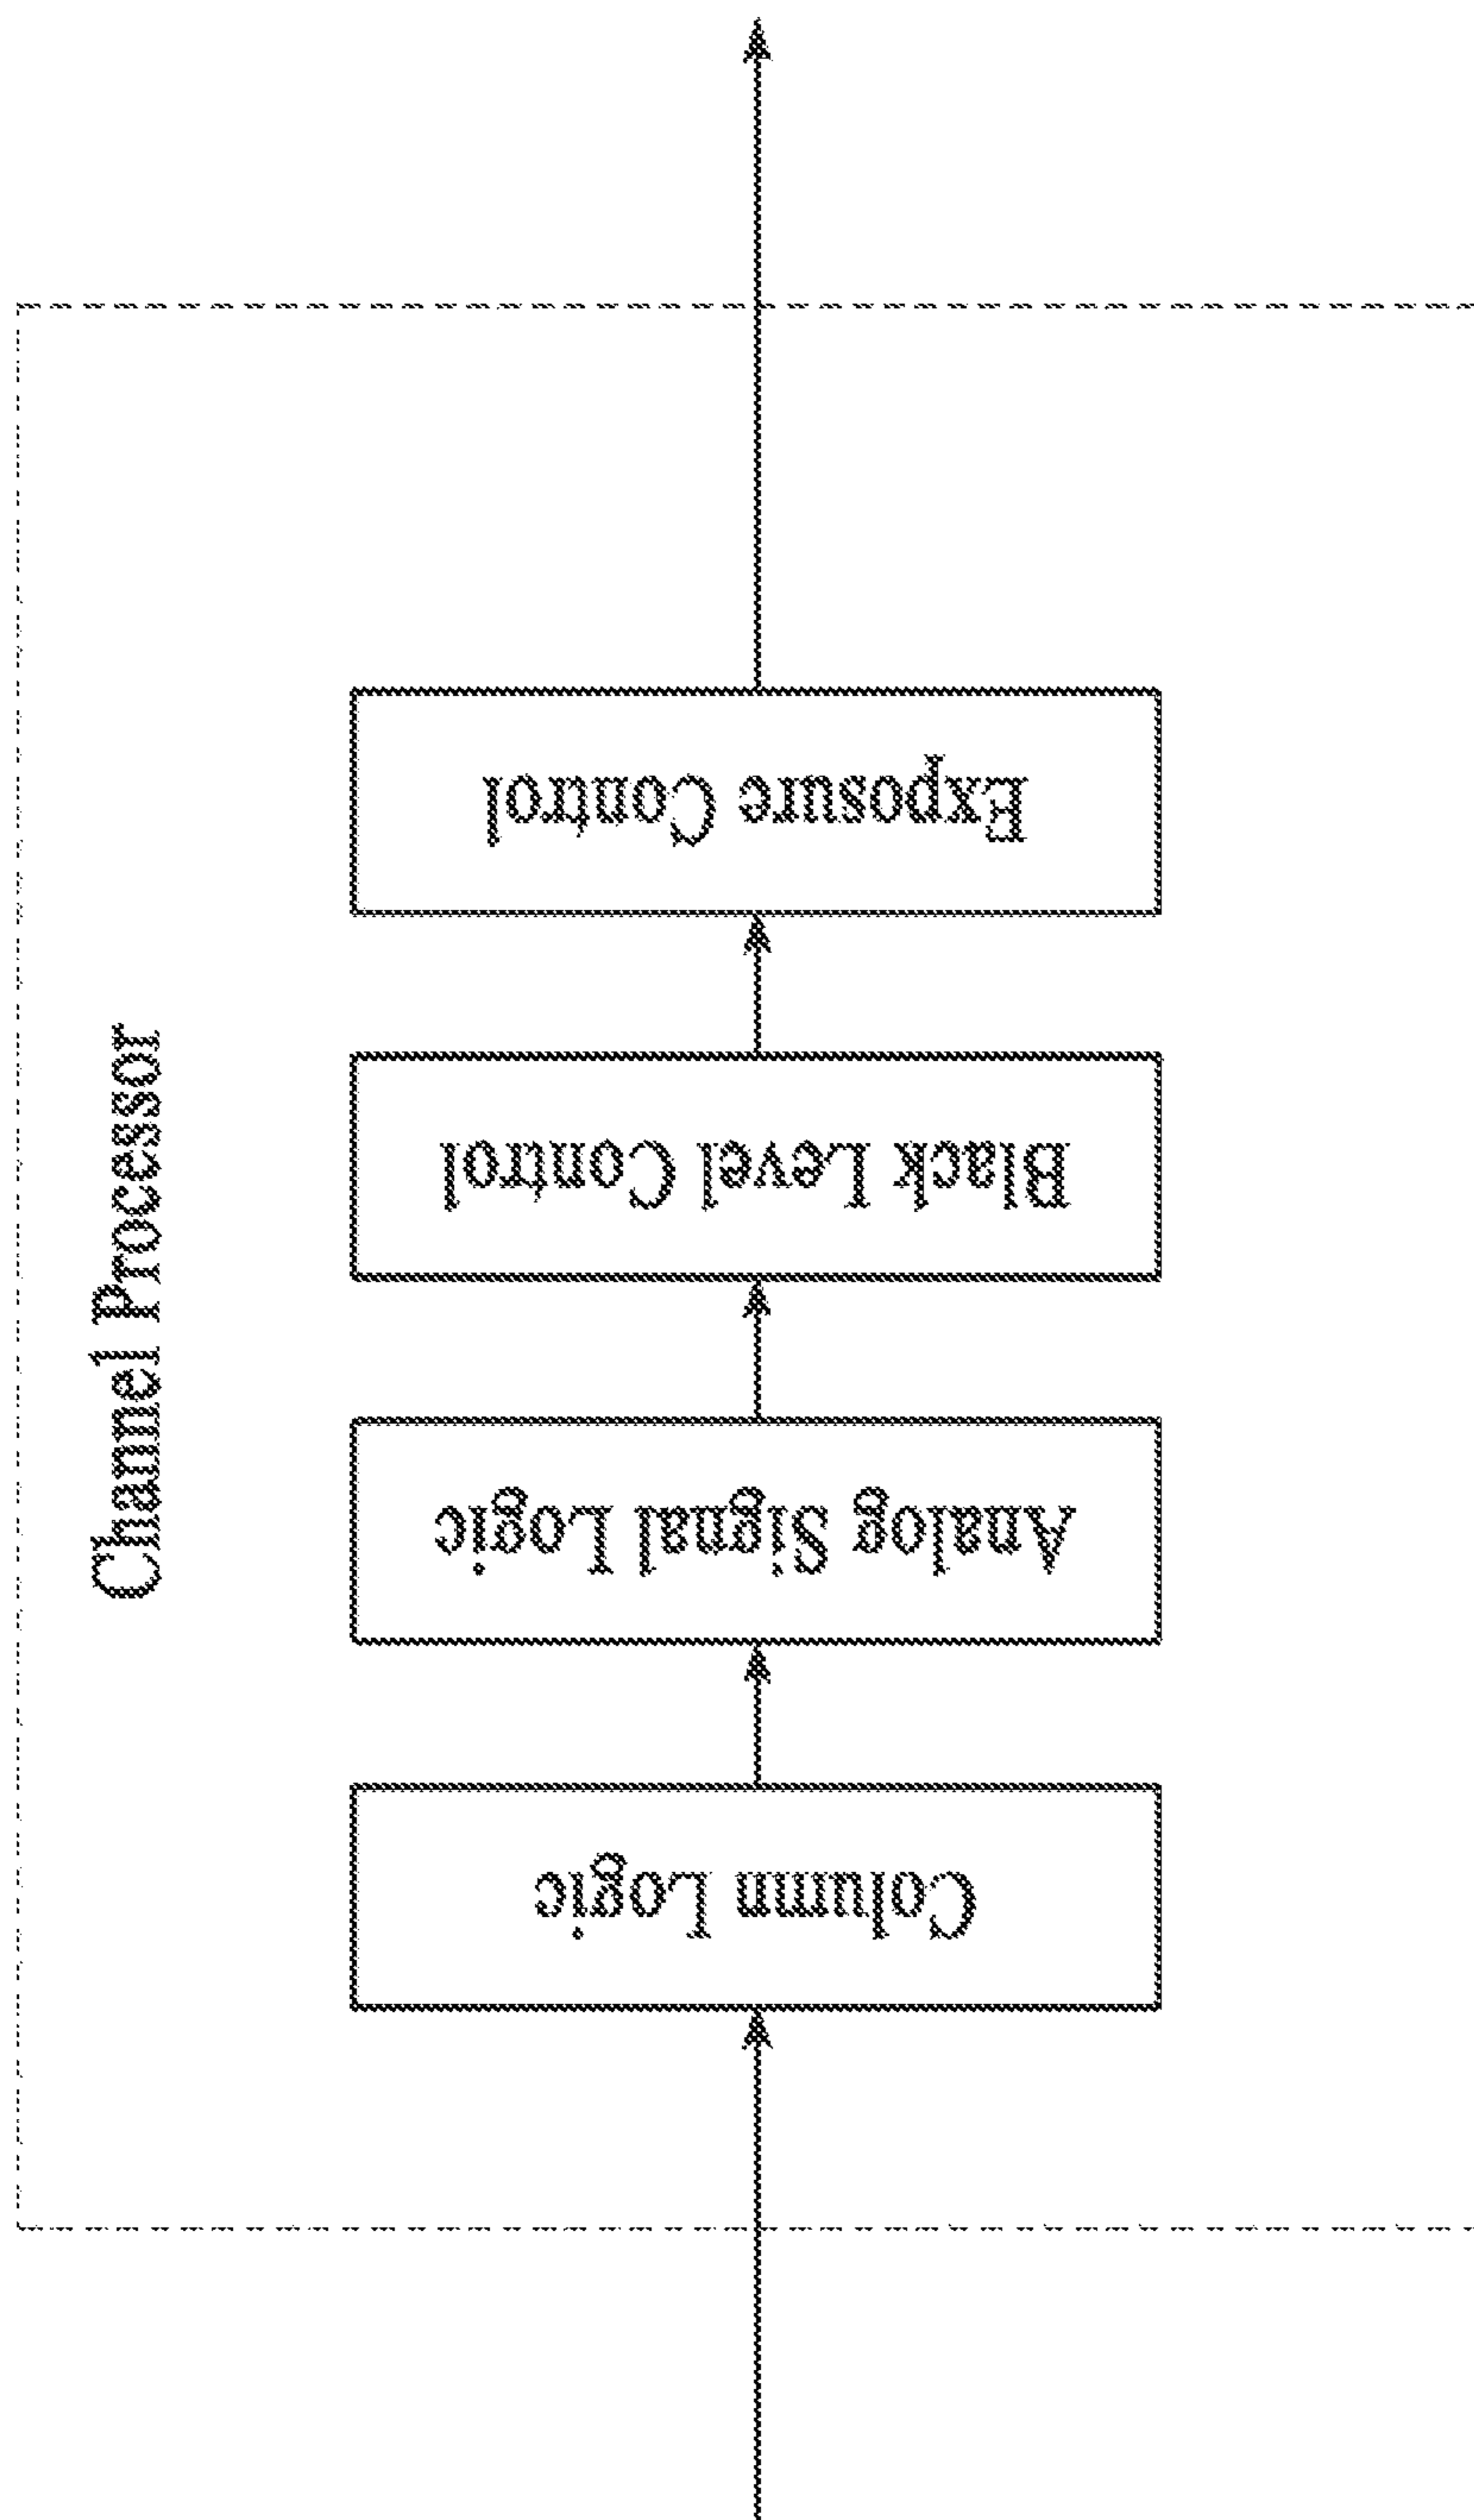 Channel Processor
Column Logic
Analog Signal Logic
Black Level Control
Exposure Control